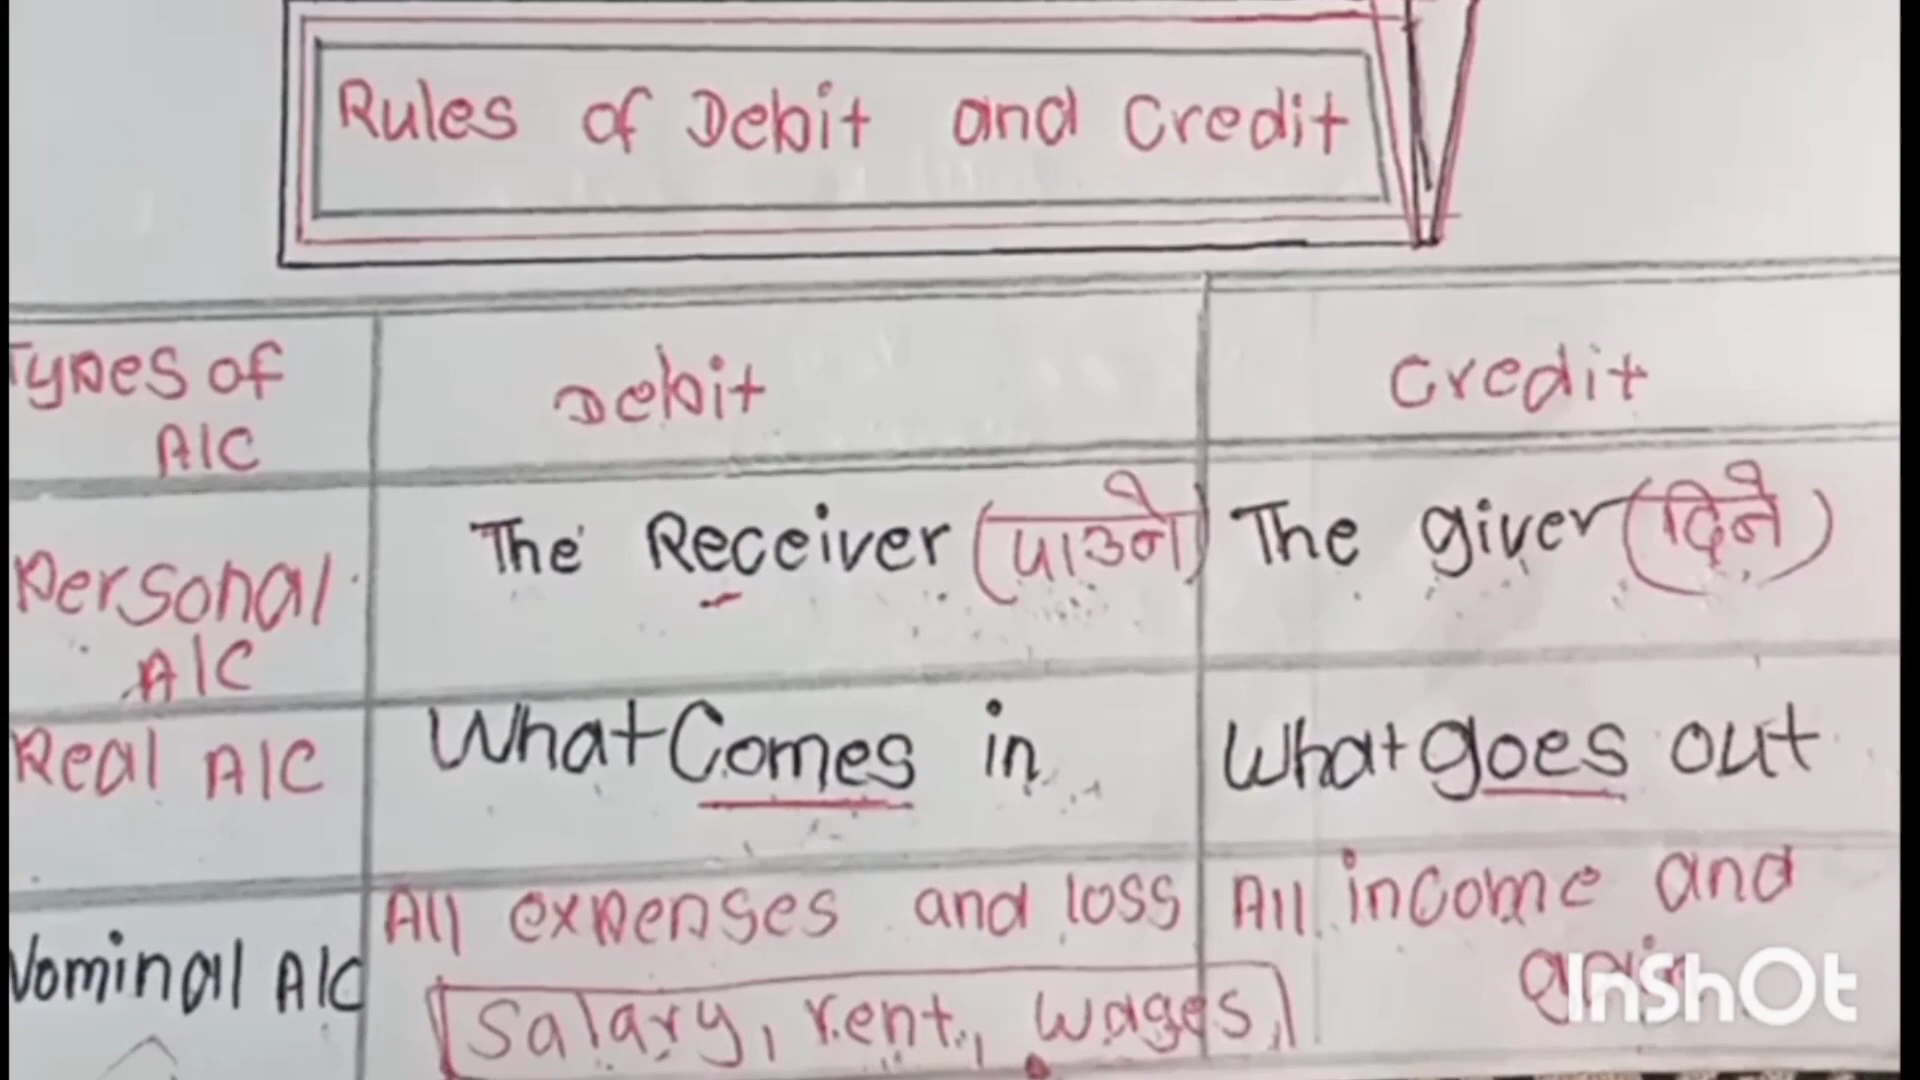 Rules of Debit and Credit
Types of A/C
Debit
Credit
Personal A/C
The Receiver (पाउने)
The giver (दिने)
Real A/C
What Comes in
What goes out
Nominal A/C
All expenses and loss
Salary, rent, wages,
All income and
gain
InShOt